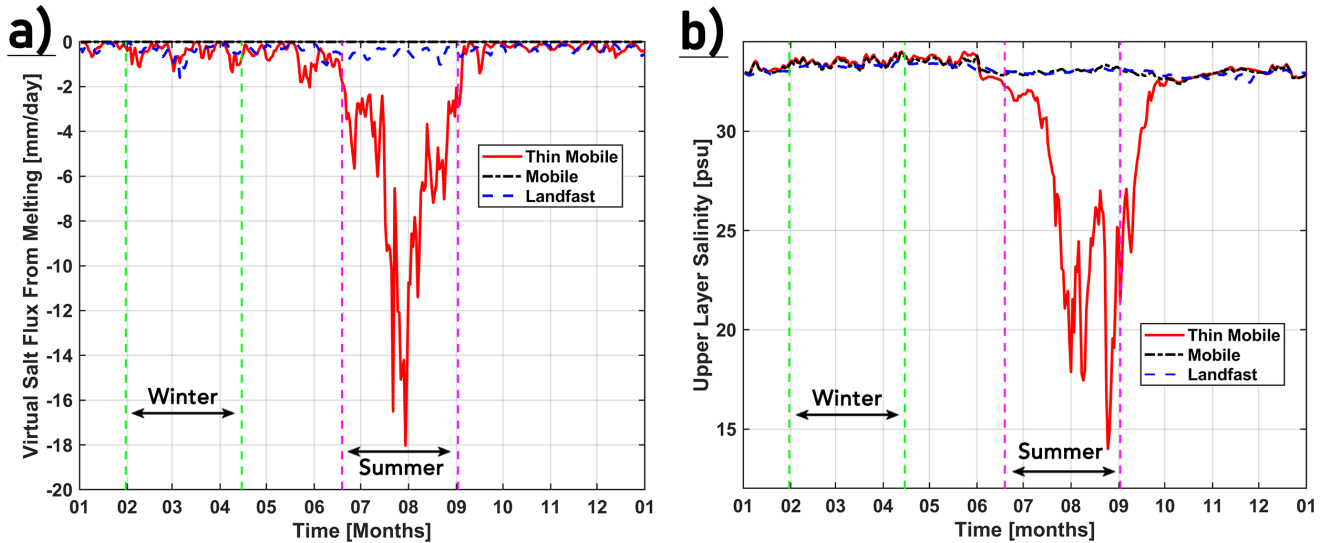 a)
Virtual Salt Flux From Melting [mm/day]
0
-2
-4
-6
-8
-10
-12
-14
-16
-18
-20
Thin Mobile
Mobile
Landfast
Winter
Summer
01 02 03 04 05 06 07 08 09 10 11 12 01
Time [Months]
b)
Upper Layer Salinity [psu]
30
25
20
15
Thin Mobile
Mobile
Landfast
Winter
Summer
01 02 03 04 05 06 07 08 09 10 11 12 01
Time [months]